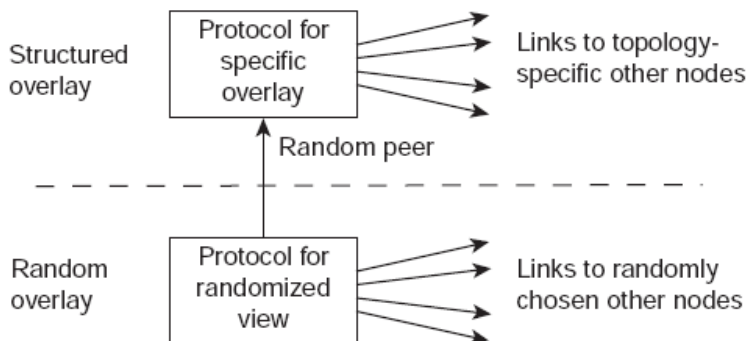 Structured
overlay
Protocol for
specific
overlay
Links to topology-
specific other nodes
Random peer
Random
overlay
Protocol for
randomized
view
Links to randomly
chosen other nodes